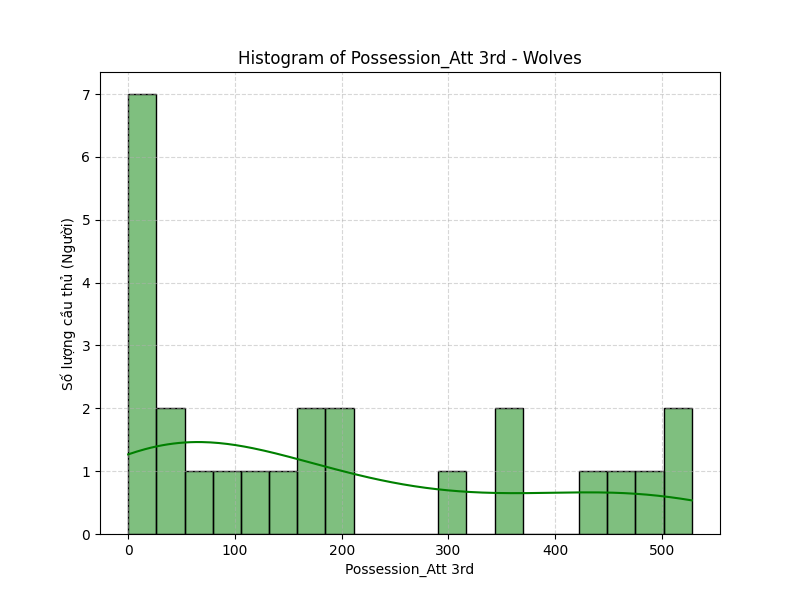 Histogram of Possession_Att 3rd - Wolves
7
6
5
4
3
2
1
0
Số lượng cầu thủ (Người)
0 100 200 300 400 500
Possession_Att 3rd